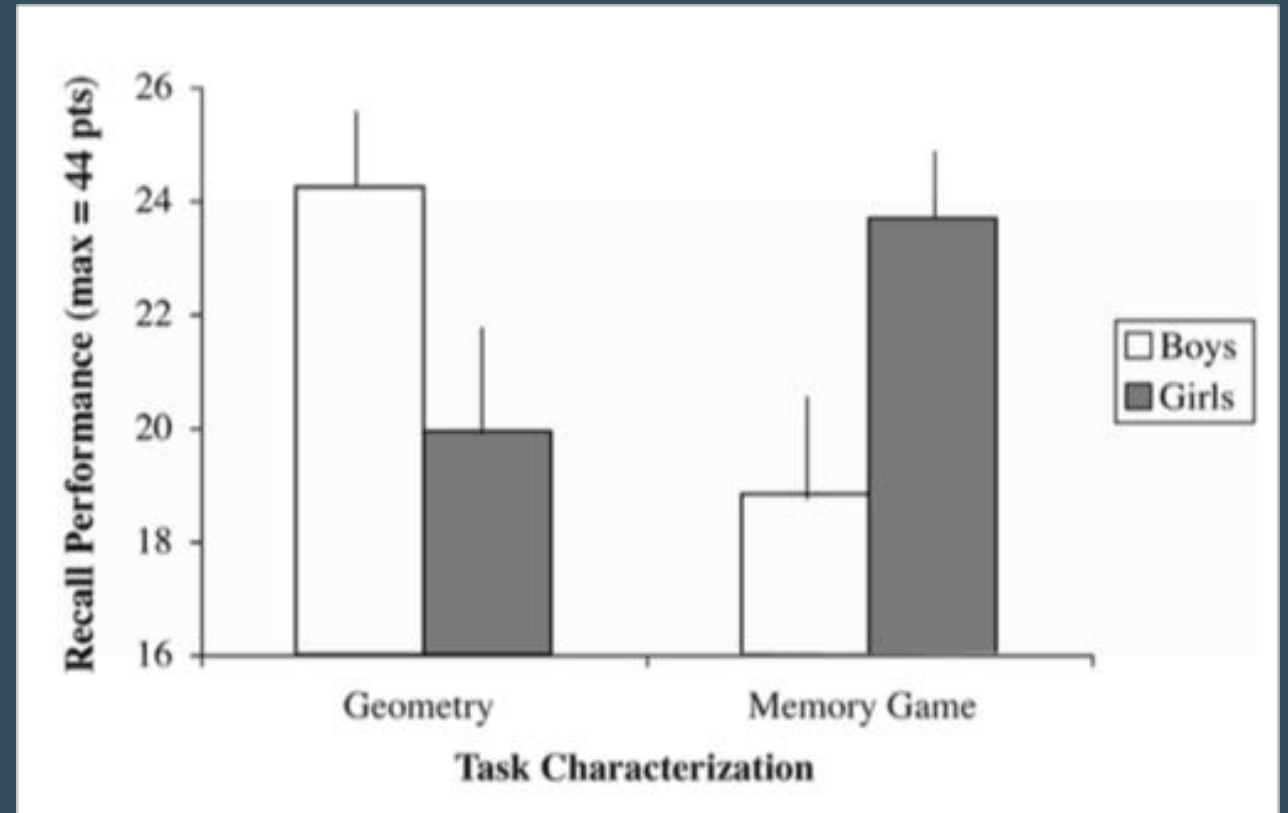 Recall Performance (max = 44 pts)
26
24
22
20
18
16
Boys
Girls
Geometry Memory Game
Task Characterization